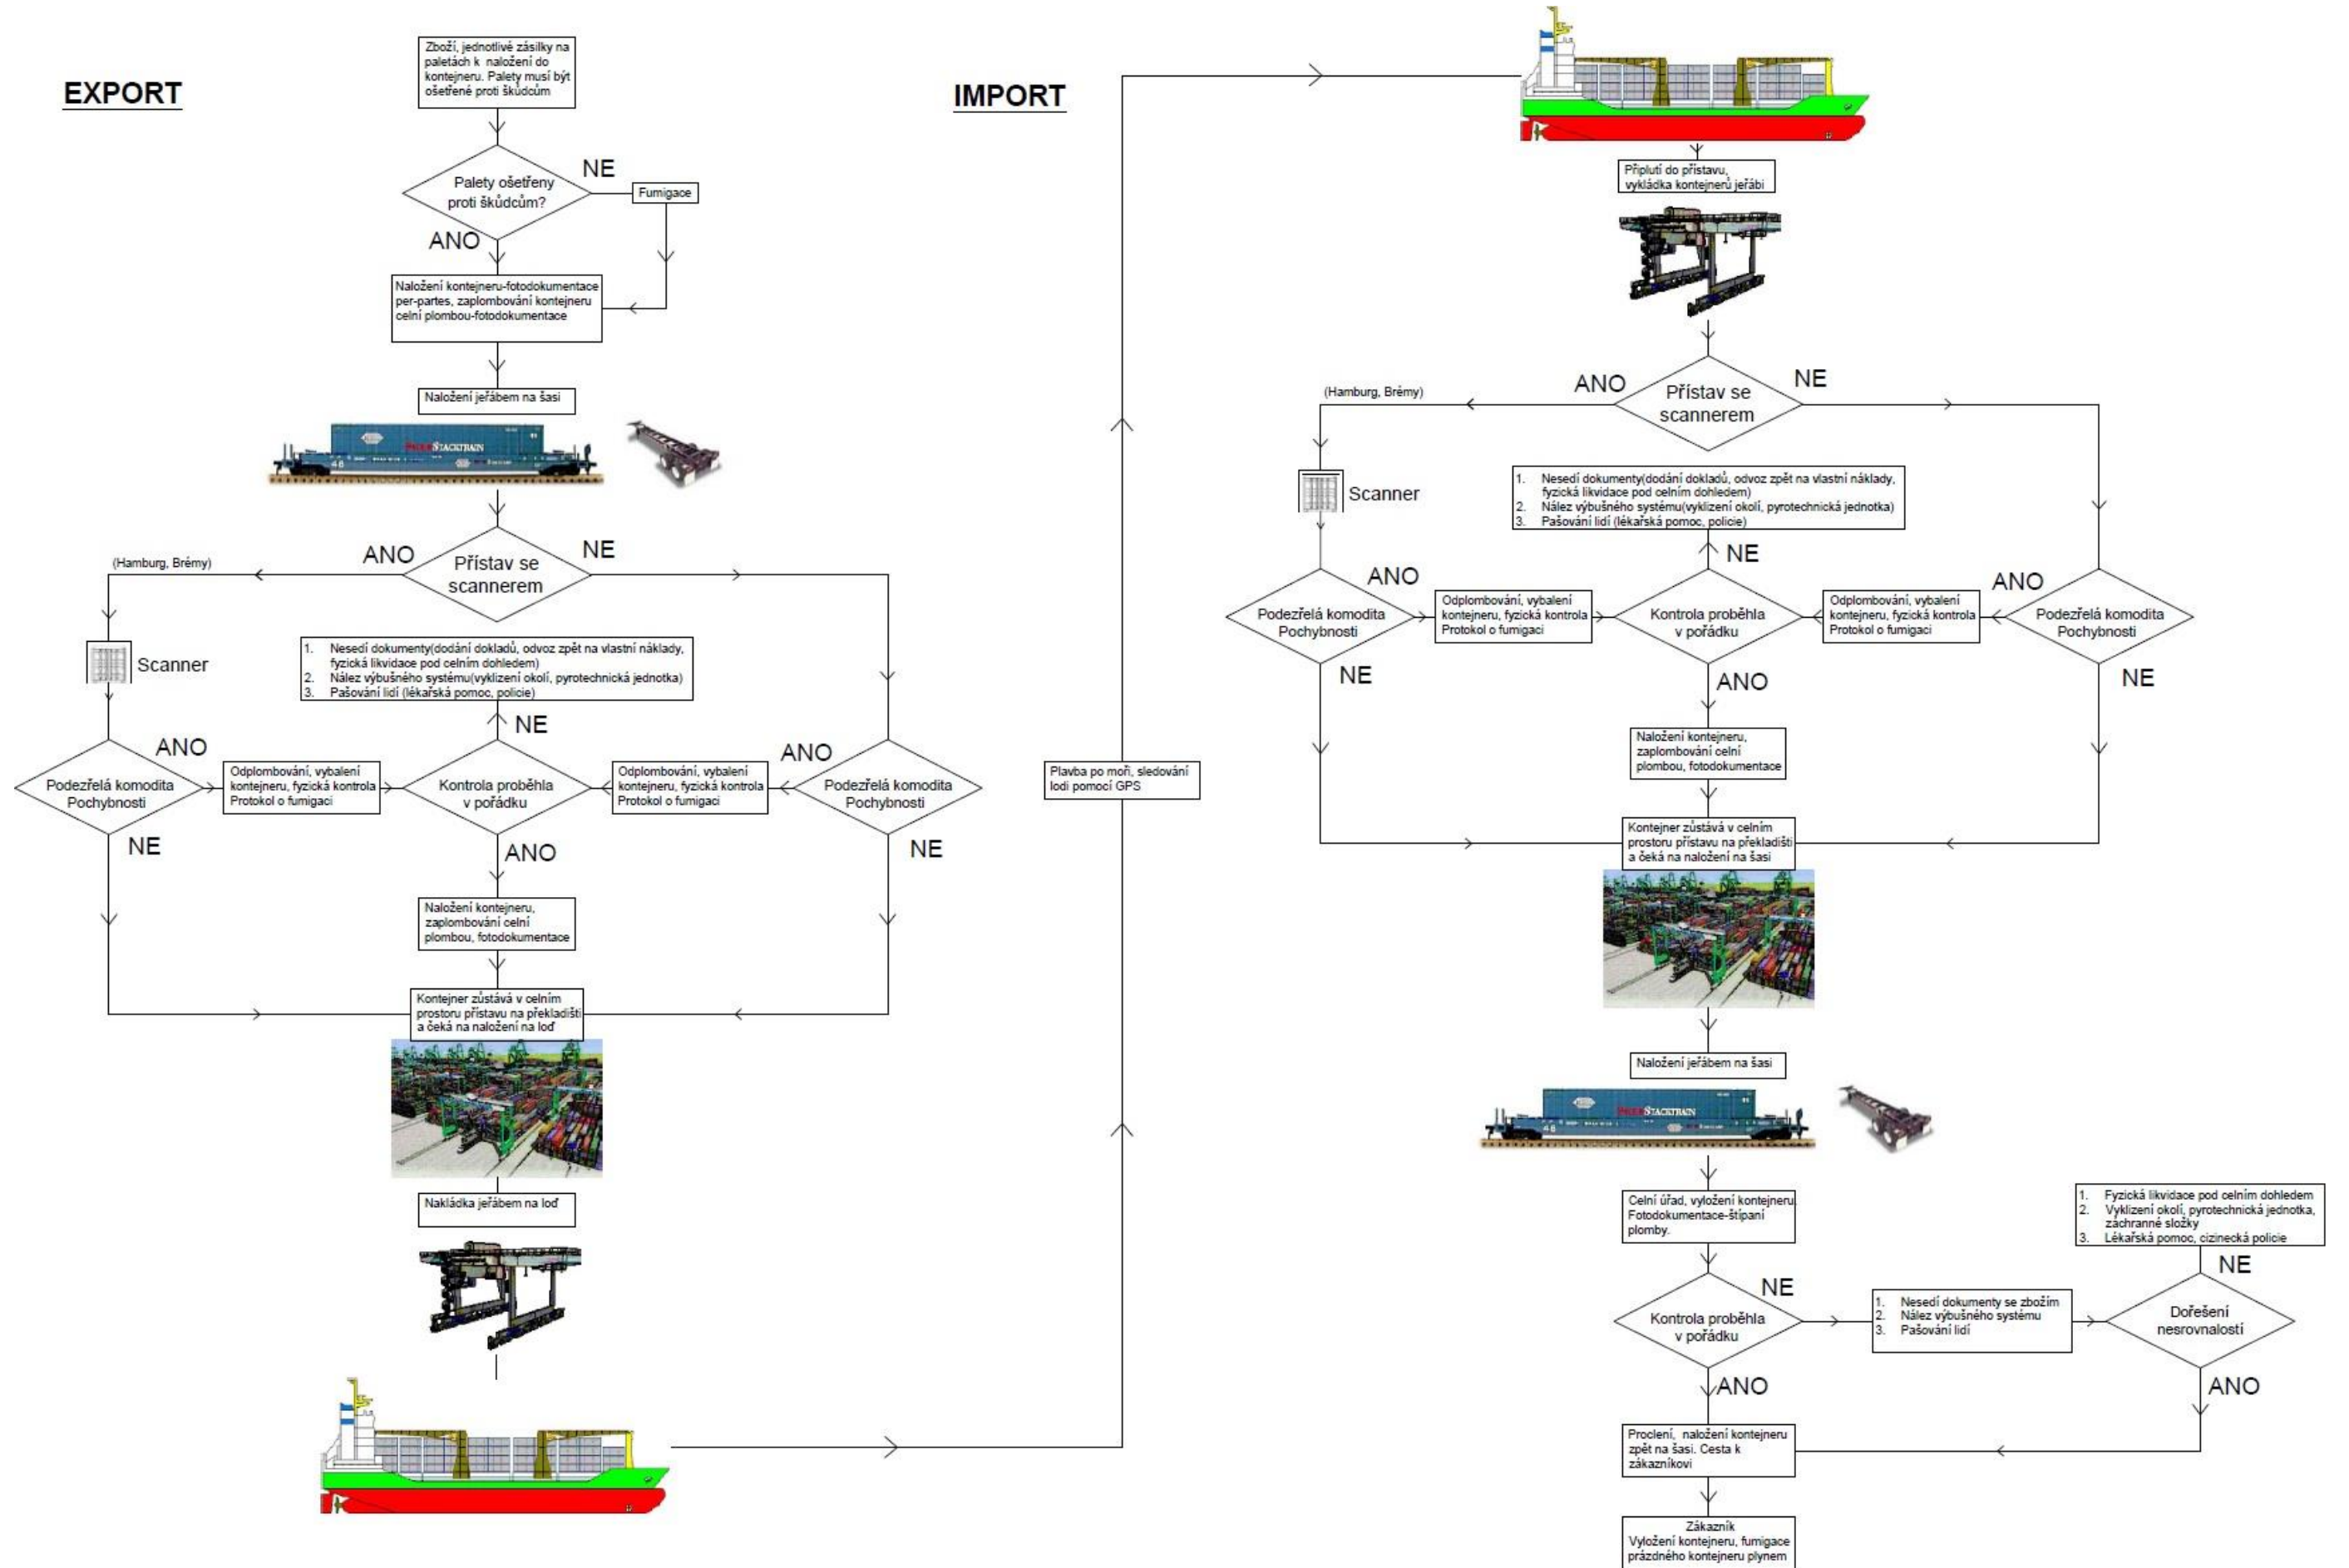 EXPORT
Zboží, jednotlivé zásilky na
paletách k naložení do
kontejneru. Palety musí být
ošetřené proti škůdcům
Palety ošetřeny
proti škůdcům?
NE
Fumigace
ANO
Naložení kontejneru-fotodokumentace
per-partes, zaplombování kontejneru
celní plombou-fotodokumentace
Naložení jeřábem na šasi
STACKTRAIN
48
Přístav se
scannerem
ANO
NE
(Hamburg, Brémy)
Scanner
1. Nesedí dokumenty(dodání dokladů, odvoz zpět na vlastní náklady,
fyzická likvidace pod celním dohledem)
2. Nález výbušného systému(vyklizení okolí, pyrotechnická jednotka)
3. Pašování lidí (lékařská pomoc, policie)
NE
Podezřelá komodita
Pochybnosti
ANO
NE
Odplombování, vybalení
kontejneru, fyzická kontrola
Protokol o fumigaci
Kontrola proběhla
v pořádku
ANO
Odplombování, vybalení
kontejneru, fyzická kontrola
Protokol o fumigaci
ANO
Podezřelá komodita
Pochybnosti
NE
Naložení kontejneru,
zaplombování celní
plombou, fotodokumentace
Kontejner zůstává v celním
prostoru přístavu na překladišti
a čeká na naložení na loď
Nakládka jeřábem na loď
Plavba po moři, sledování
lodi pomocí GPS
IMPORT
Připlutí do přístavu,
vykládka kontejnerů jeřábi
Přístav se
scannerem
ANO
NE
(Hamburg, Brémy)
Scanner
1. Nesedí dokumenty(dodání dokladů, odvoz zpět na vlastní náklady,
fyzická likvidace pod celním dohledem)
2. Nález výbušného systému(vyklizení okolí, pyrotechnická jednotka)
3. Pašování lidí (lékařská pomoc, policie)
NE
Podezřelá komodita
Pochybnosti
ANO
NE
Odplombování, vybalení
kontejneru, fyzická kontrola
Protokol o fumigaci
Kontrola proběhla
v pořádku
ANO
Odplombování, vybalení
kontejneru, fyzická kontrola
Protokol o fumigaci
ANO
Podezřelá komodita
Pochybnosti
NE
Naložení kontejneru,
zaplombování celní
plombou, fotodokumentace
Kontejner zůstává v celním
prostoru přístavu na překladišti
a čeká na naložení na šasi
Naložení jeřábem na šasi
STACKTRAIN
48
Celní úřad, vyložení kontejneru
Fotodokumentace-štípaní
plomby.
Kontrola proběhla
v pořádku
NE
1. Nesedí dokumenty se zbožím
2. Nález výbušného systému
3. Pašování lidí
Dořešení
nesrovnalostí
NE
1. Fyzická likvidace pod celním dohledem
2. Vyklizení okolí, pyrotechnická jednotka,
záchranné složky
3. Lékařská pomoc, cizinecká policie
ANO
ANO
Proclení, naložení kontejneru
zpět na šasi. Cesta k
zákazníkovi
Zákazník
Vyložení kontejneru, fumigace
prázdného kontejneru plynem